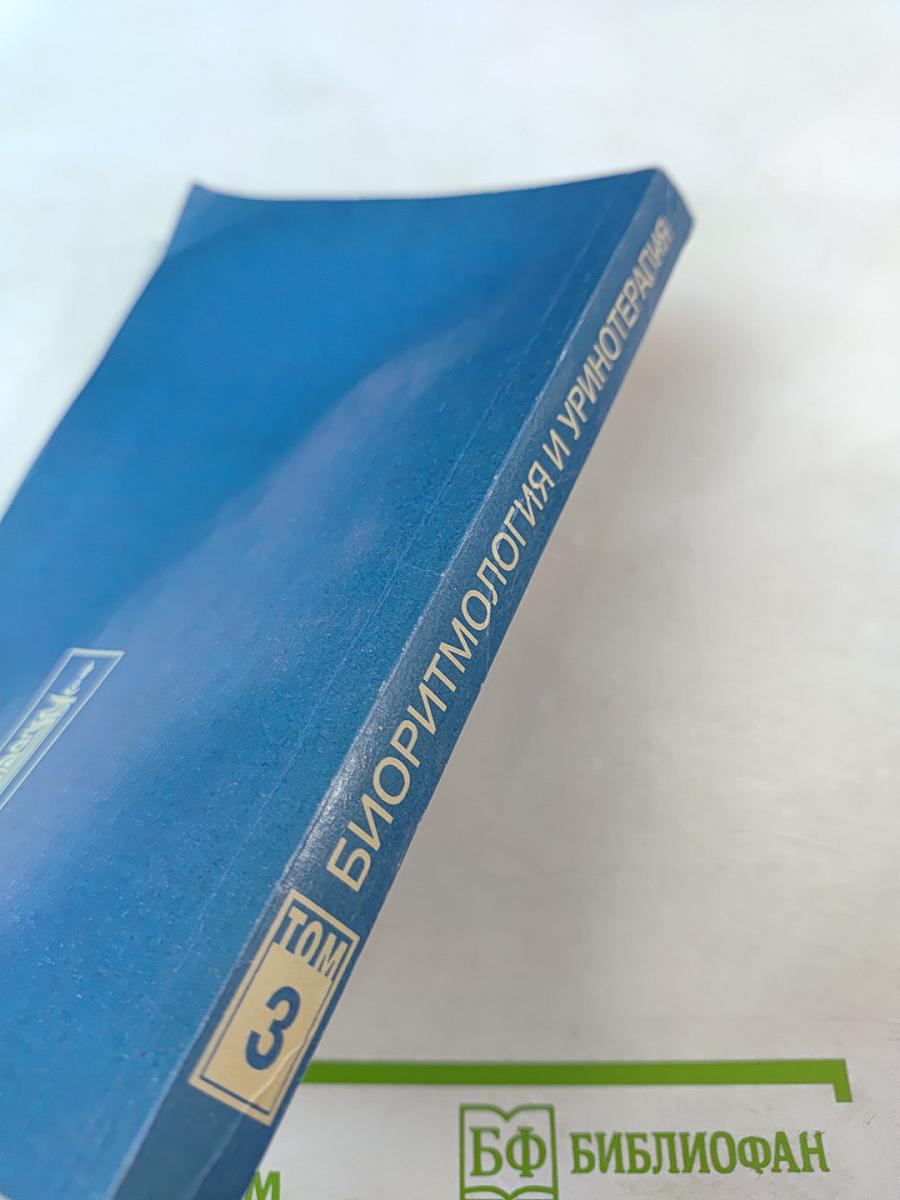 БИОРИТМОЛОГИЯ И УРИНОТЕРАПИЯ
ТОМ
3
БФ БИБЛИОФАН
М